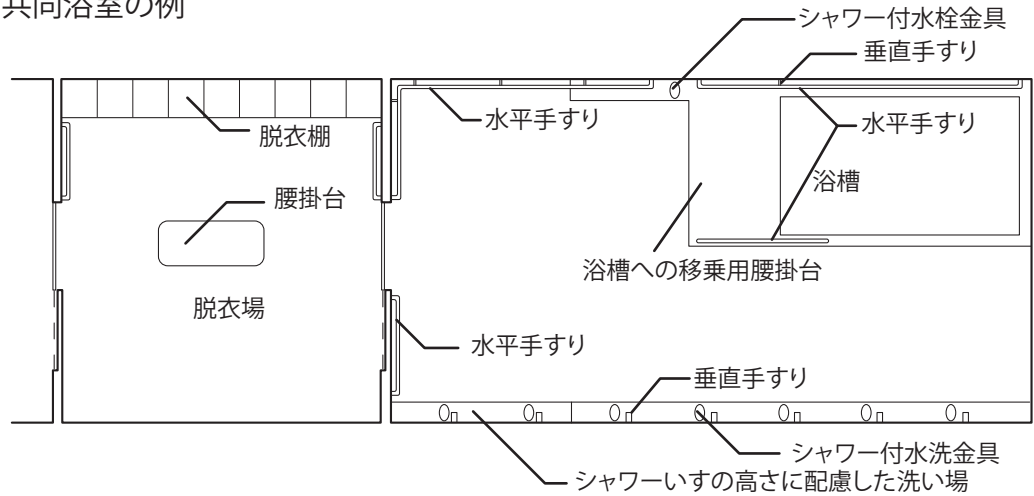 共同浴室の例
シャワー付水栓金具
垂直手すり
水平手すり
水平手すり
脱衣棚
浴槽
腰掛台
浴槽への移乗用腰掛台
脱衣場
水平手すり
垂直手すり
シャワー付水洗金具
シャワーいすの高さに配慮した洗い場